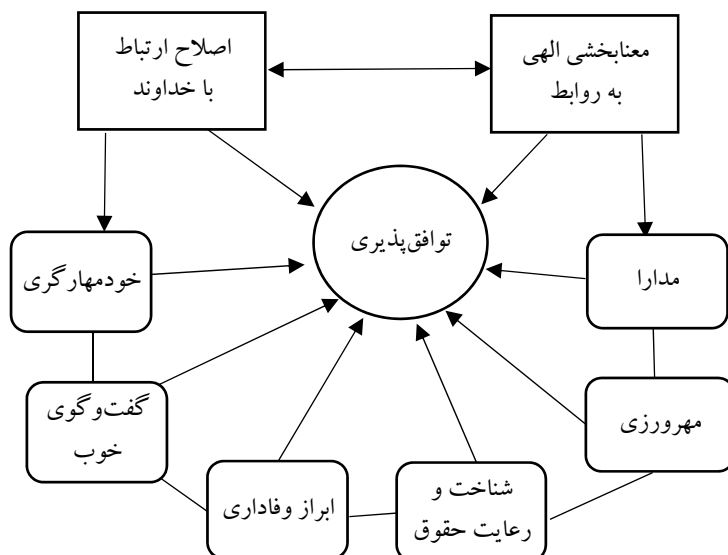 معنابخشی الهی
به روابط
اصلاح ارتباط
با خداوند
توافق‌پذیری
مدارا
خودمهارگری
مهرورزی
گفت‌وگوی
خوب
شناخت و
رعایت حقوق
ابراز وفاداری